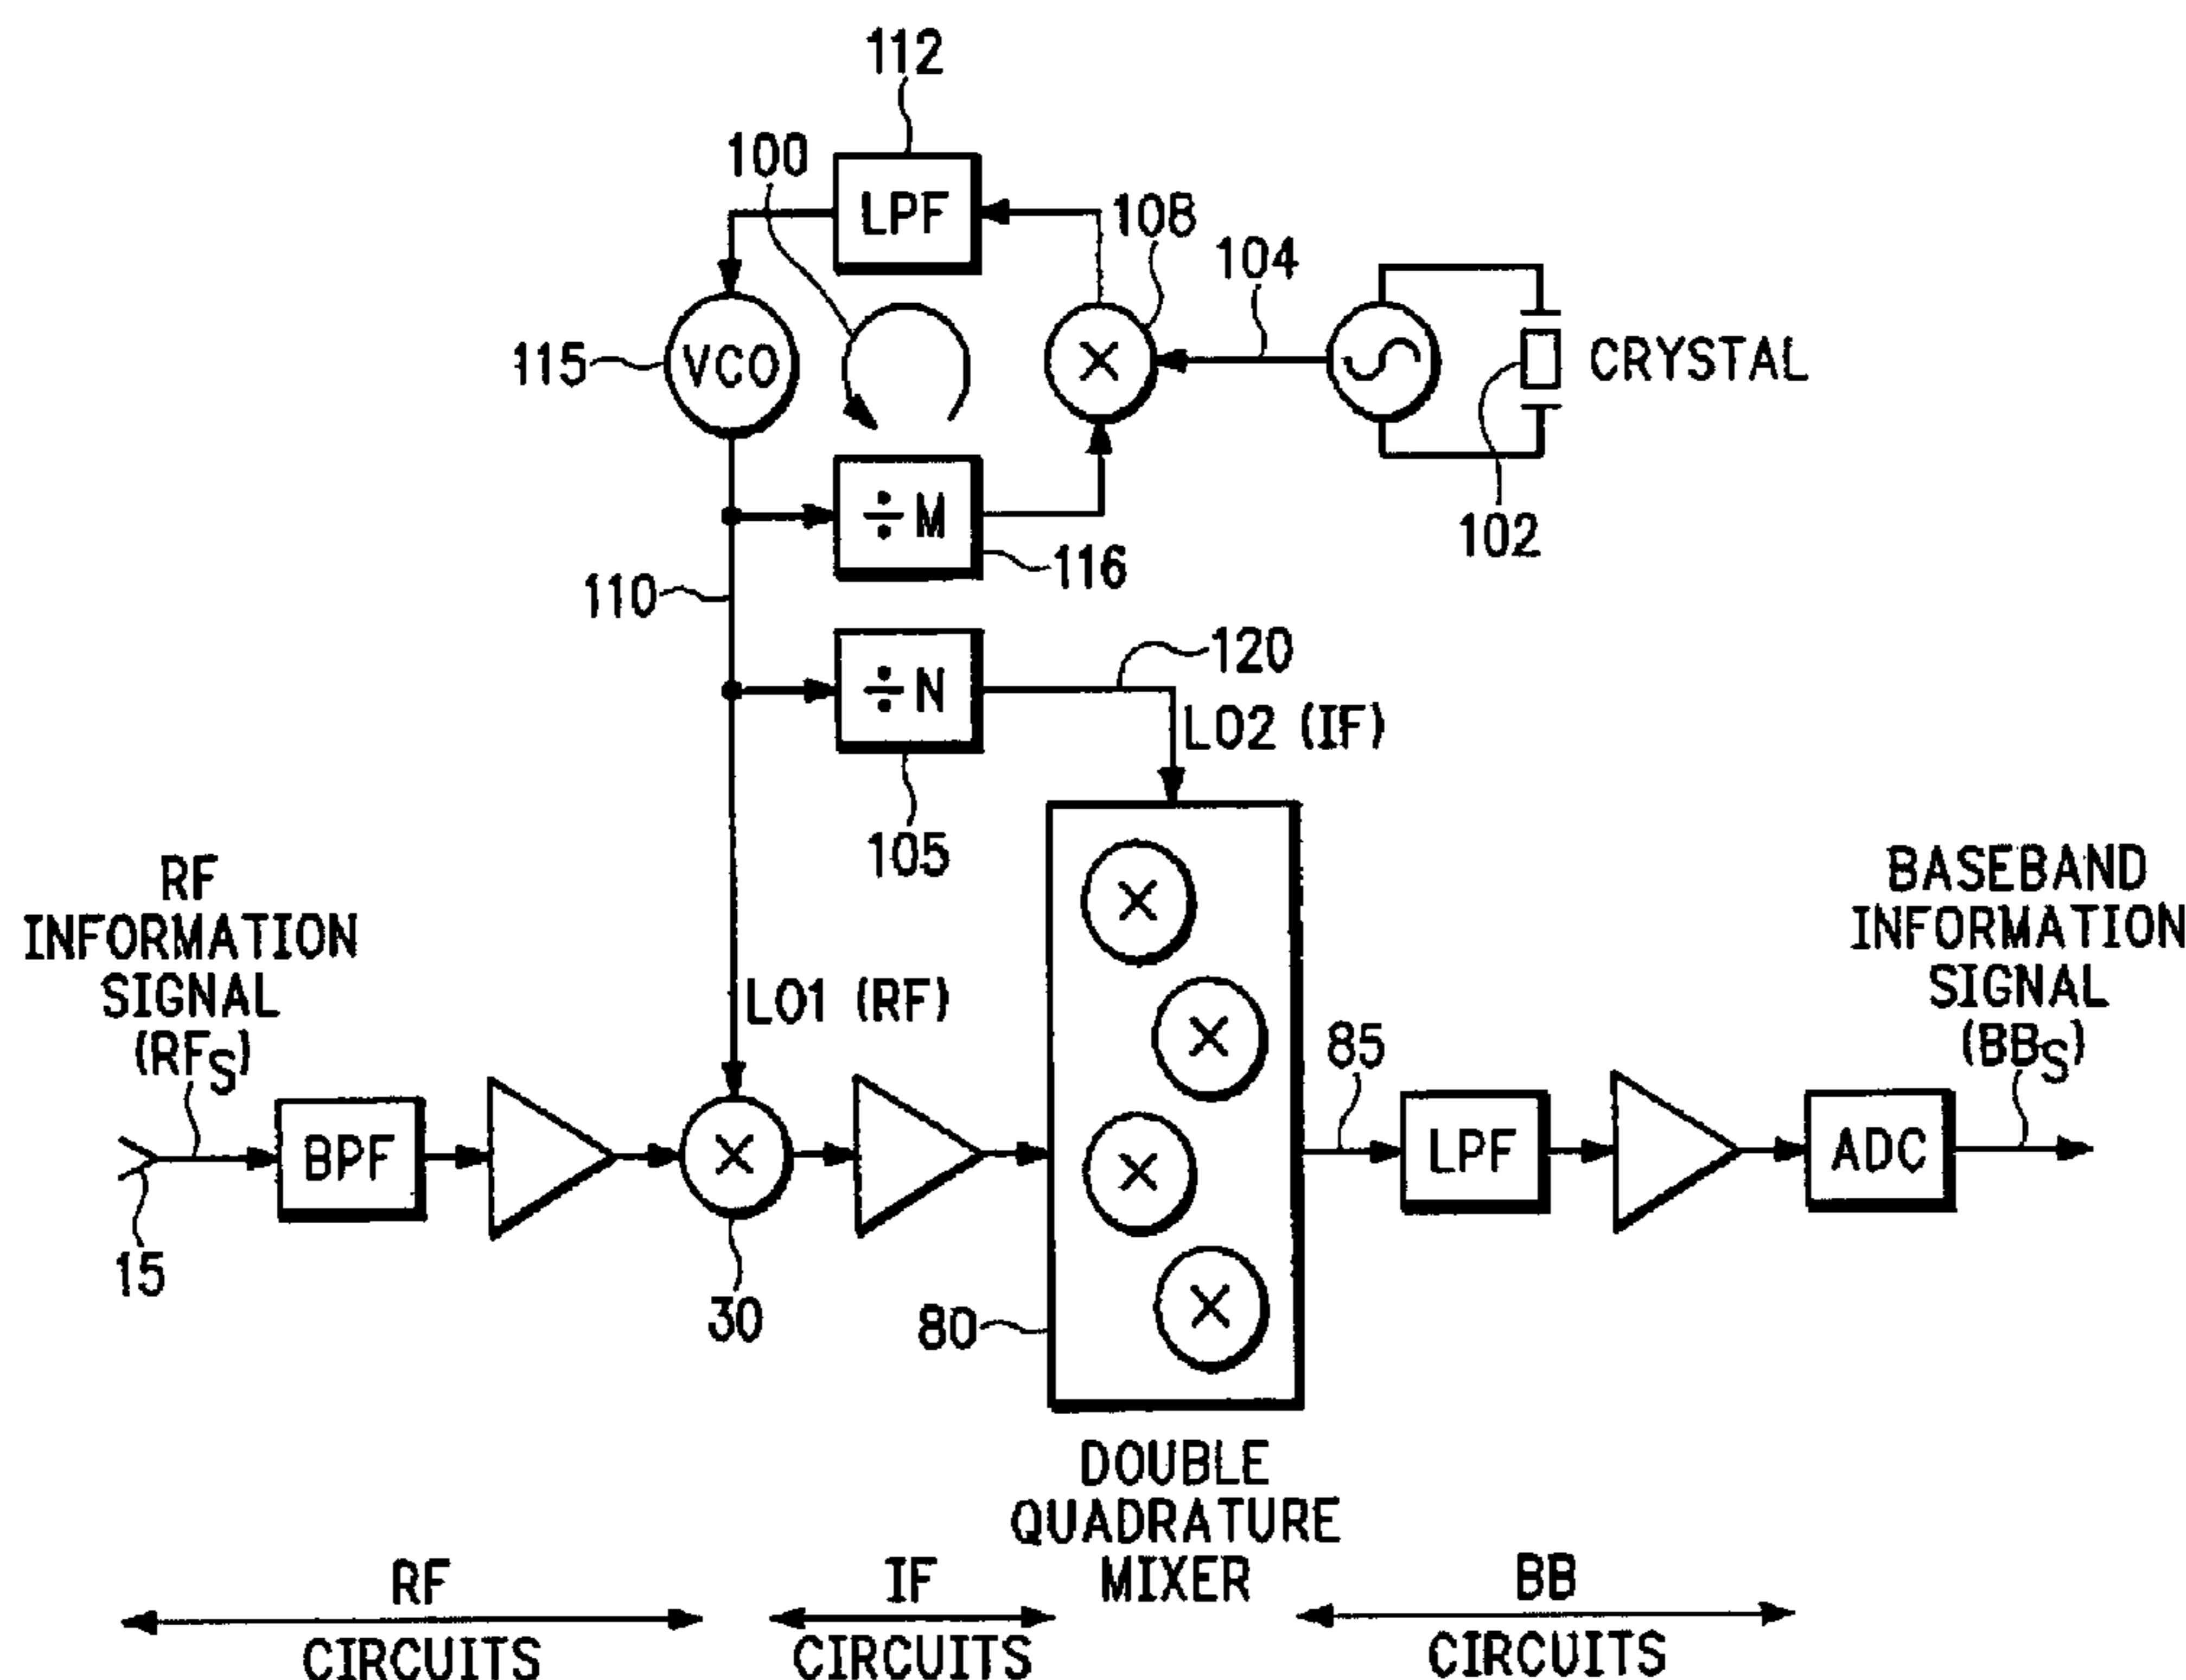 112
100
LPF
108
104
115
VCO
X
CRYSTAL
÷M
102
116
110
120
÷N
LO2 (IF)
105
RF
INFORMATION
SIGNAL
(RFS)
BASEBAND
INFORMATION
SIGNAL
(BBS)
X
X
LO1 (RF)
85
BPF
X
X
LPF
ADC
15
30
80
X
DOUBLE
QUADRATURE
MIXER
RF
CIRCUITS
IF
CIRCUITS
BB
CIRCUITS